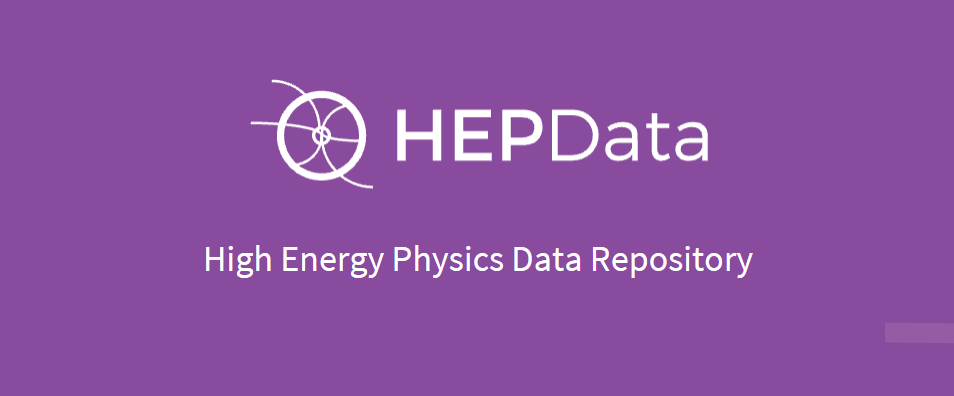 HEPData
High Energy Physics Data Repository